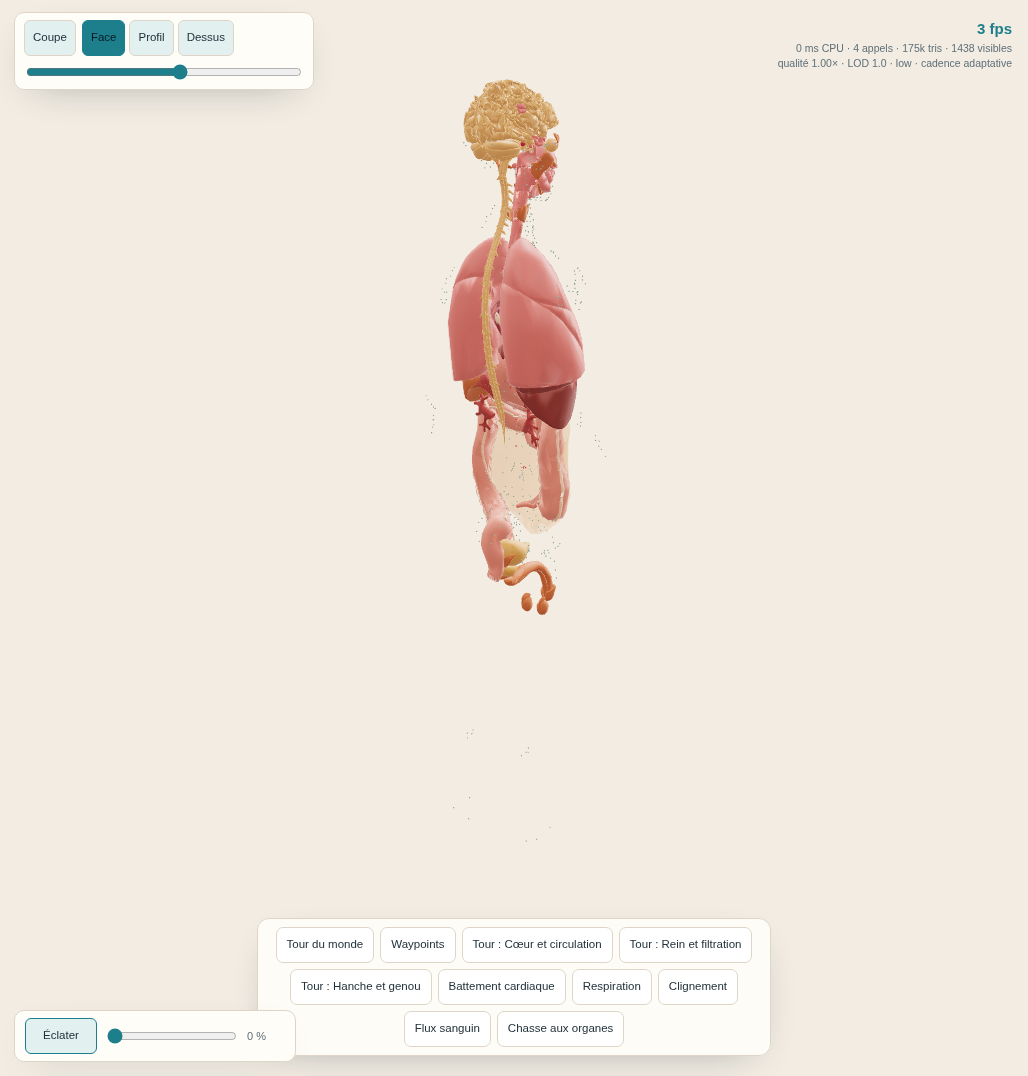 Coupe Face Profil Dessus
3 fps
0 ms CPU · 4 appels · 175k tris · 1438 visibles
qualité 1.00× · LOD 1.0 · low · cadence adaptative
Tour du monde Waypoints Tour : Cœur et circulation Tour : Rein et filtration
Tour : Hanche et genou Battement cardiaque Respiration Clignement
Flux sanguin Chasse aux organes
Éclater 0 %